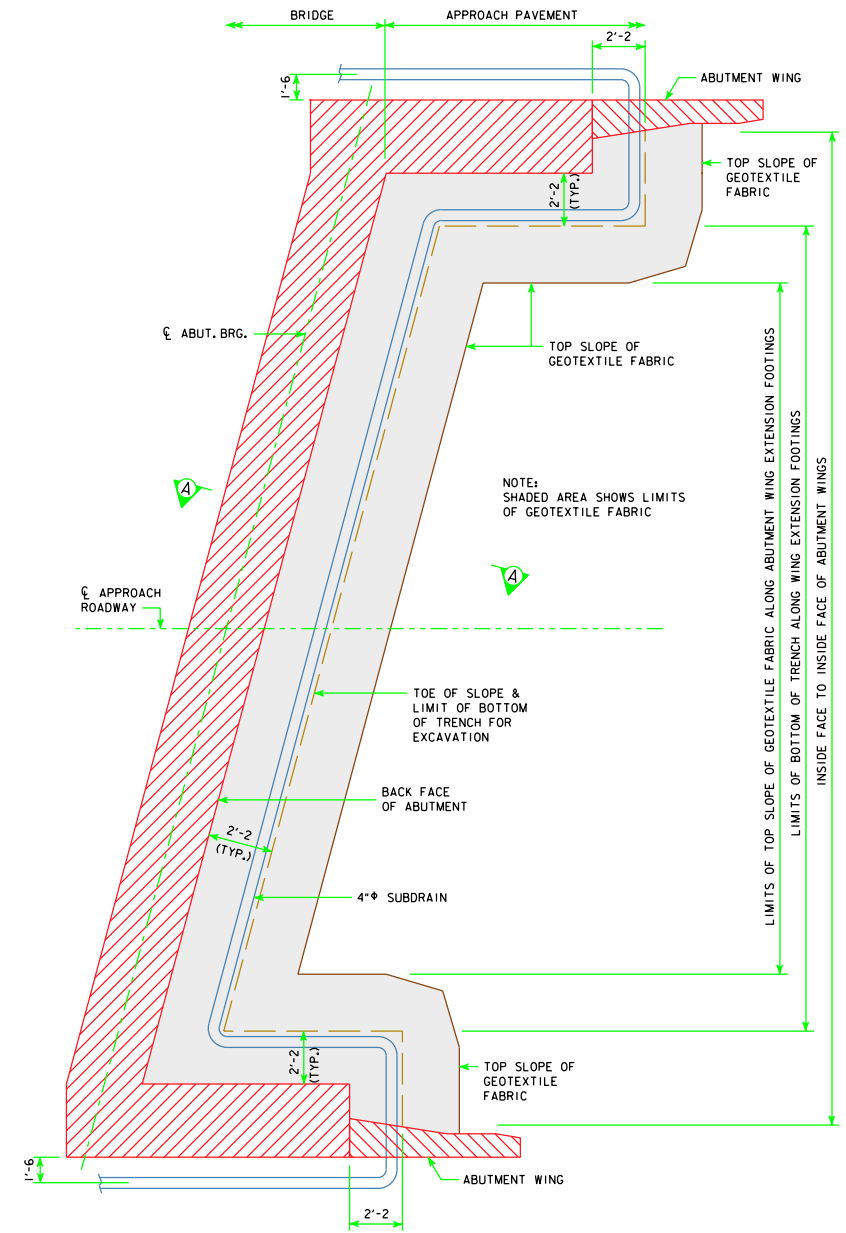 BRIDGE
APPROACH PAVEMENT
2'-2
1'-6
ABUTMENT WING
TOP SLOPE OF
GEOTEXTILE
FABRIC
2'-2
(TYP.)
℄ ABUT. BRG.
TOP SLOPE OF
GEOTEXTILE FABRIC
A
NOTE:
SHADED AREA SHOWS LIMITS
OF GEOTEXTILE FABRIC
A
℄ APPROACH
ROADWAY
LIMITS OF TOP SLOPE OF GEOTEXTILE FABRIC ALONG ABUTMENT WING EXTENSION FOOTINGS
LIMITS OF BOTTOM OF TRENCH ALONG WING EXTENSION FOOTINGS
INSIDE FACE TO INSIDE FACE OF ABUTMENT WINGS
TOE OF SLOPE &
LIMIT OF BOTTOM
OF TRENCH FOR
EXCAVATION
BACK FACE
OF ABUTMENT
2'-2
(TYP.)
4"Φ SUBDRAIN
2'-2
(TYP.)
TOP SLOPE OF
GEOTEXTILE
FABRIC
1'-6
ABUTMENT WING
2'-2